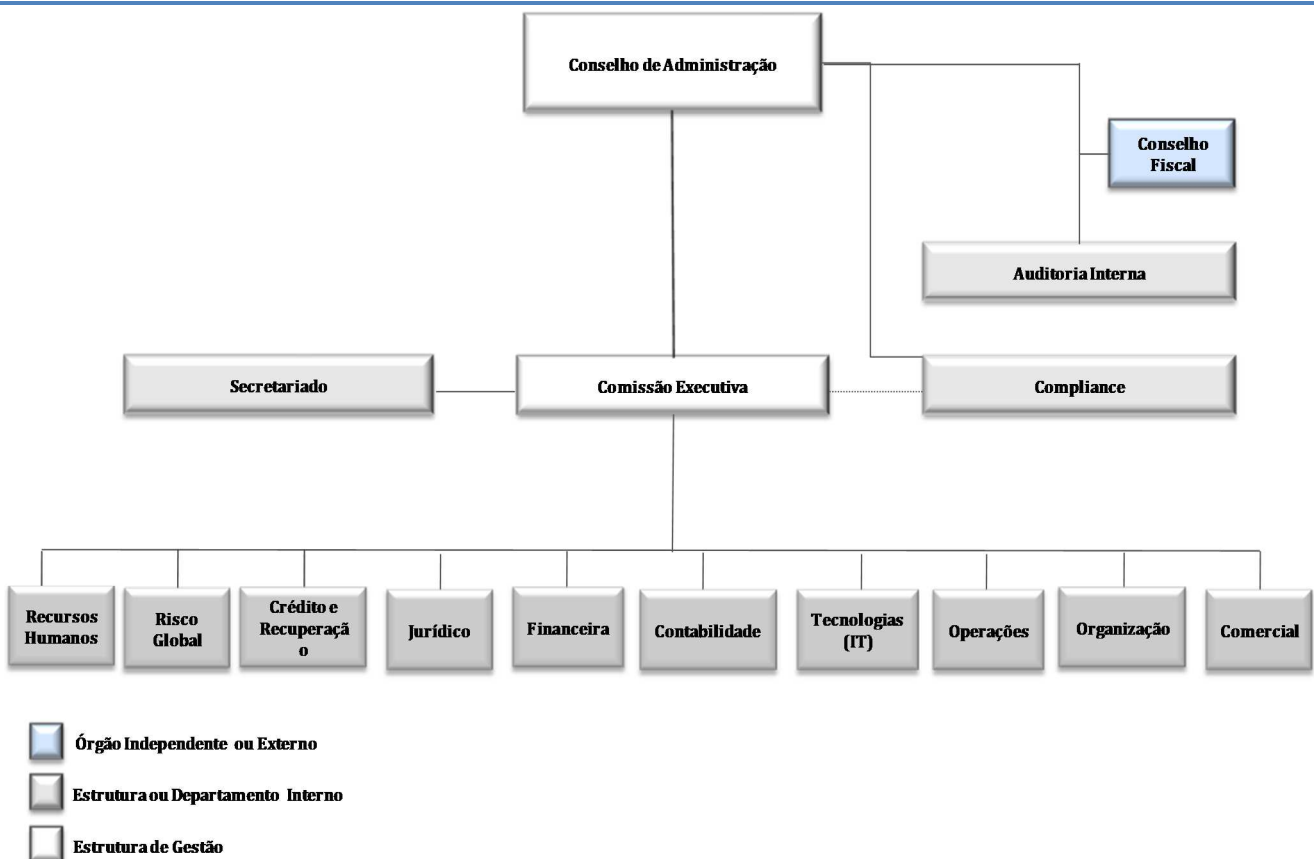 Conselho de Administração
Conselho
Fiscal
Auditoria Interna
Secretariado
Comissão Executiva
Compliance
Recursos
Humanos
Risco
Global
Crédito e
Recuperaçã
o
Jurídico
Financeira
Contabilidade
Tecnologias
(IT)
Operações
Organização
Comercial
Órgão Independente ou Externo
Estrutura ou Departamento Interno
Estrutura de Gestão